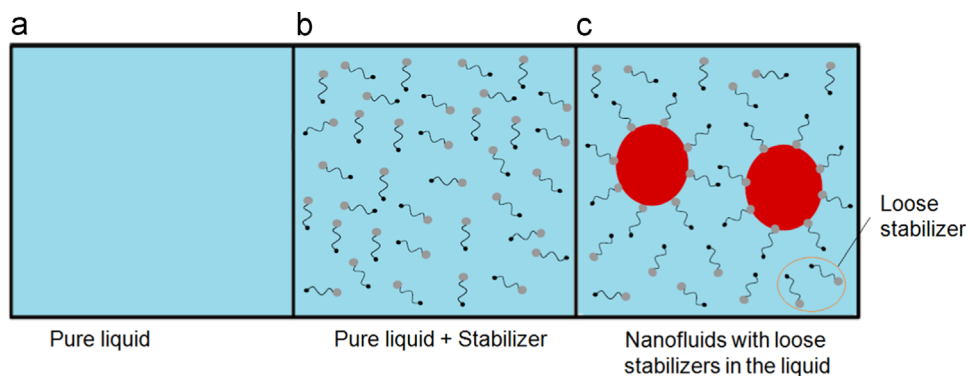 a
b
c
Loose
stabilizer
Pure liquid
Pure liquid + Stabilizer
Nanofluids with loose
stabilizers in the liquid